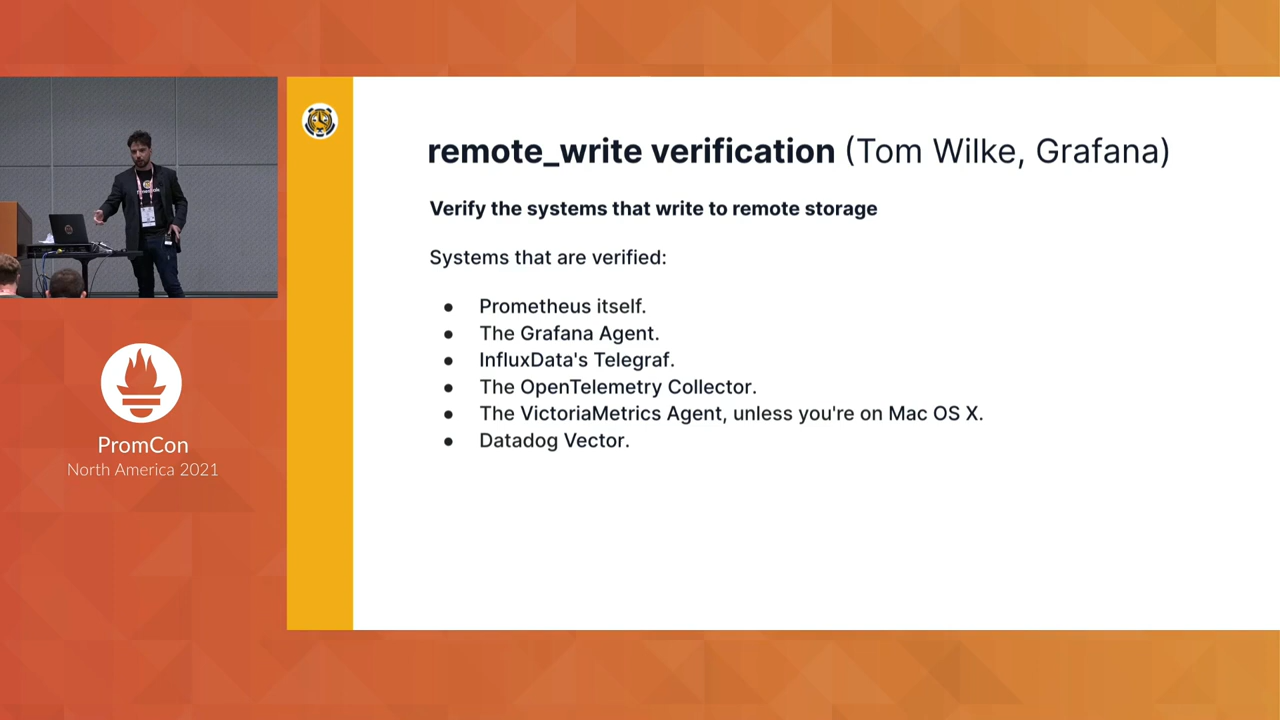 remote_write verification (Tom Wilke, Grafana)
Verify the systems that write to remote storage
Systems that are verified:
● Prometheus itself.
● The Grafana Agent.
● InfluxData's Telegraf.
● The OpenTelemetry Collector.
● The VictoriaMetrics Agent, unless you're on Mac OS X.
● Datadog Vector.
PromCon
North America 2021